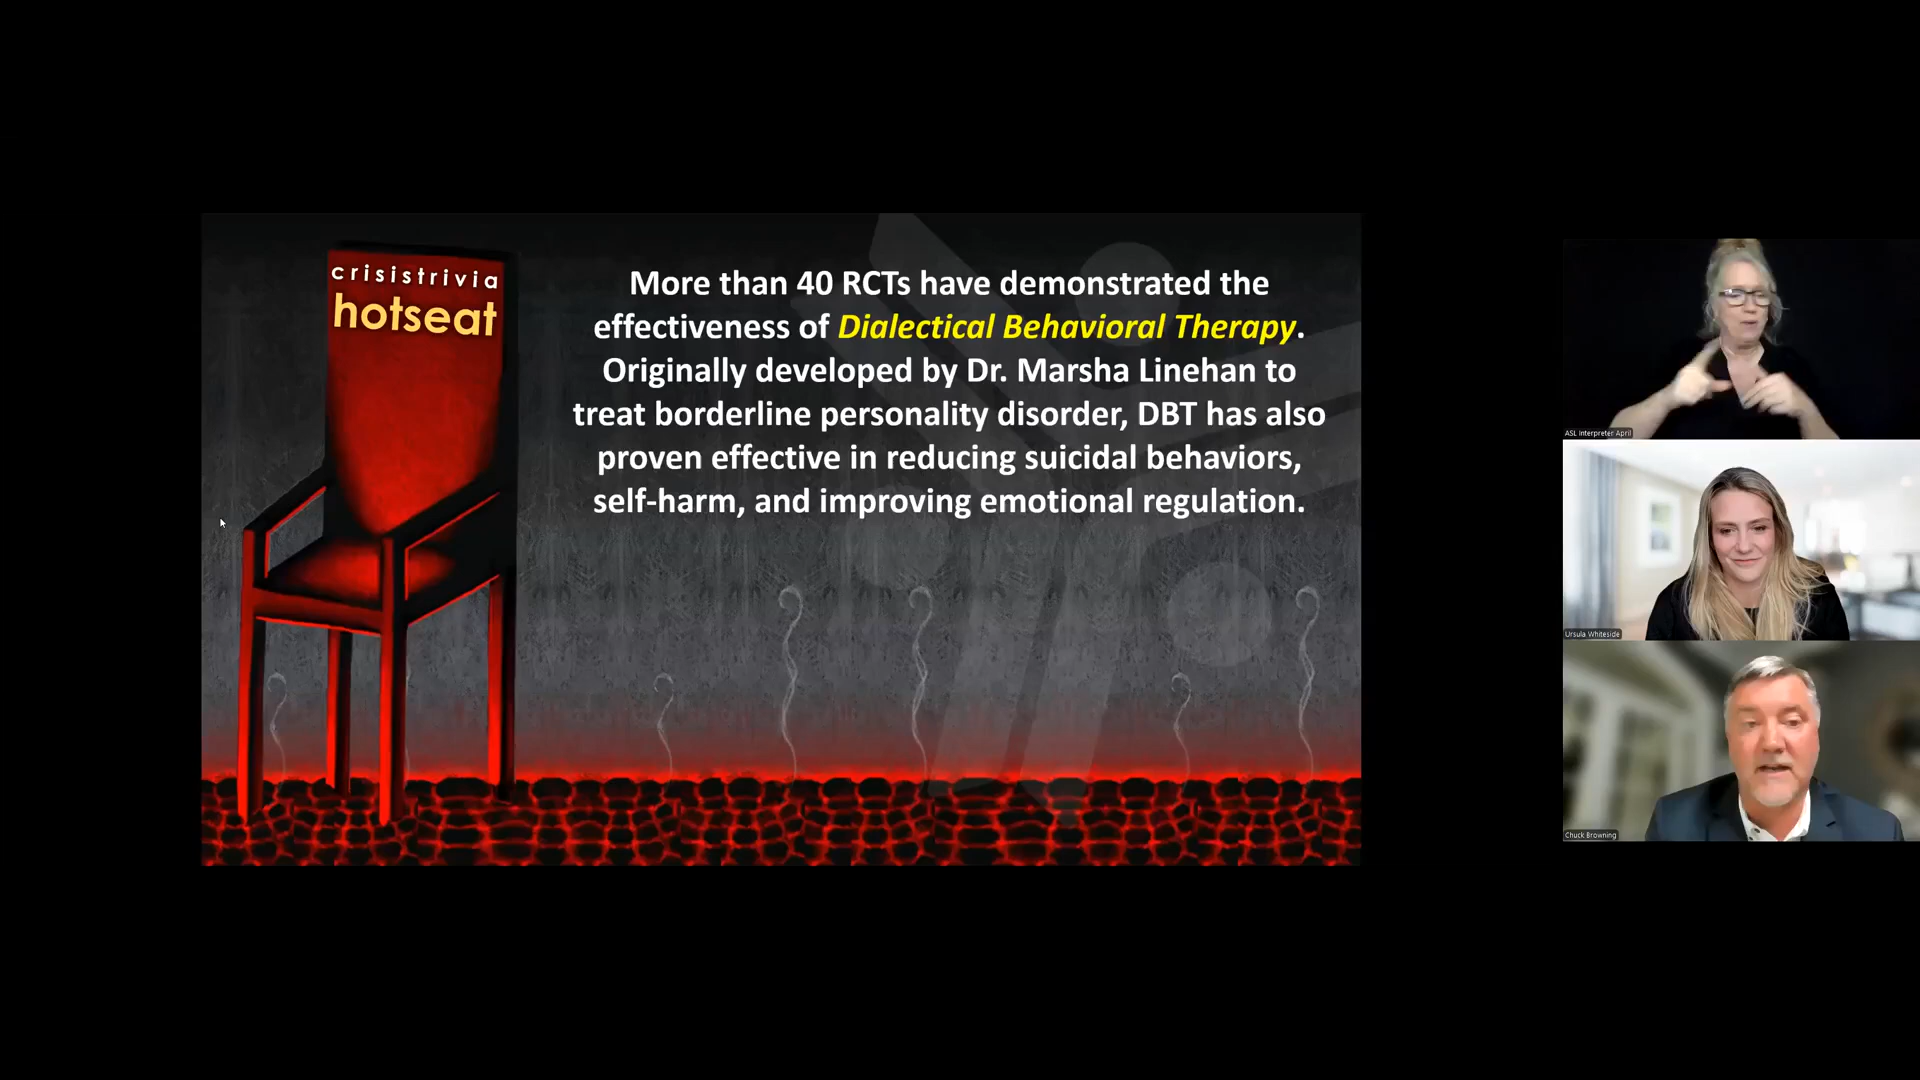 crisistrivia
hotseat
More than 40 RCTs have demonstrated the
effectiveness of Dialectical Behavioral Therapy.
Originally developed by Dr. Marsha Linehan to
treat borderline personality disorder, DBT has also
proven effective in reducing suicidal behaviors,
self-harm, and improving emotional regulation.
ASL Interpreter April
Ursula Whiteside
Chuck Browning